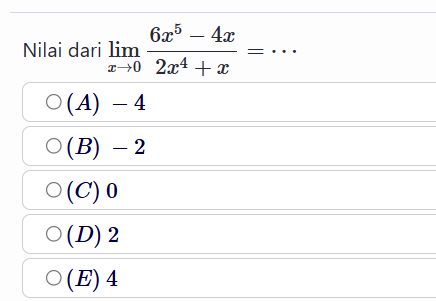 Nilai dari lim x→0 (6x⁵ − 4x)/(2x⁴ + x) = ···
(A) − 4
(B) − 2
(C) 0
(D) 2
(E) 4